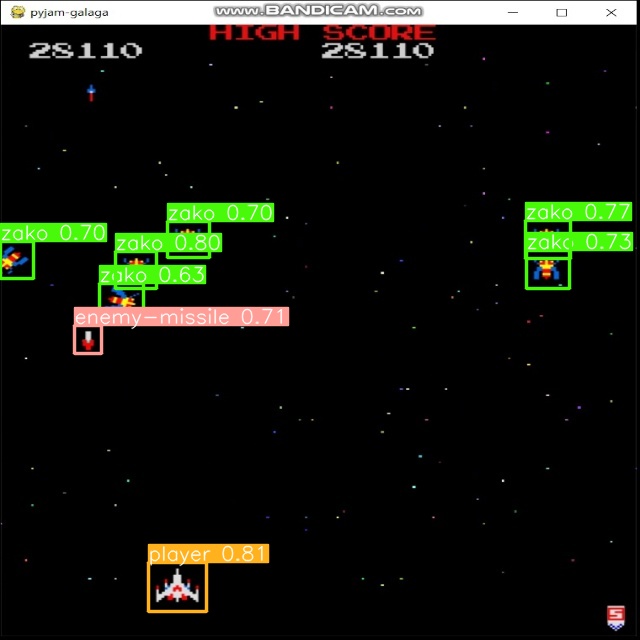 pyjam-galaga
www.BANDICAM.com
HIGH SCORE
28110 28110
zako 0.70
zako 0.77
zako 0.70
zako 0.80
zako 0.73
zako 0.63
enemy-missile 0.71
player 0.81
5